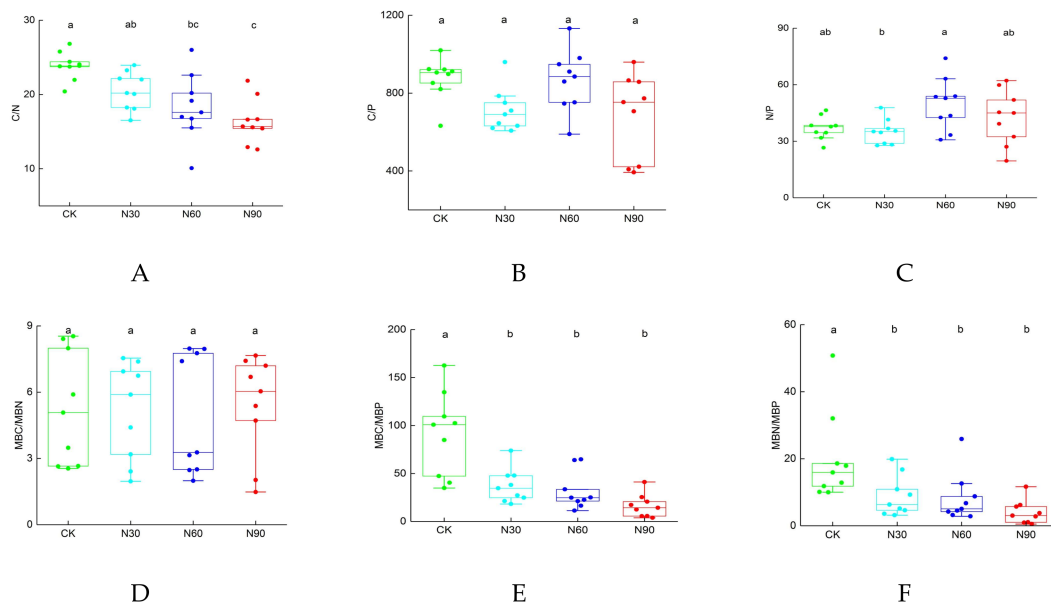 a ab bc c
C/N
30
20
10
CK N30 N60 N90
A
a a a a
C/P
1200
800
400
CK N30 N60 N90
B
ab b a ab
N/P
90
60
30
0
CK N30 N60 N90
C
a a a a
MBC/MBN
9
6
3
0
CK N30 N60 N90
D
a b b b
MBC/MBP
200
150
100
50
0
CK N30 N60 N90
E
a b b b
MBN/MBP
60
40
20
0
CK N30 N60 N90
F